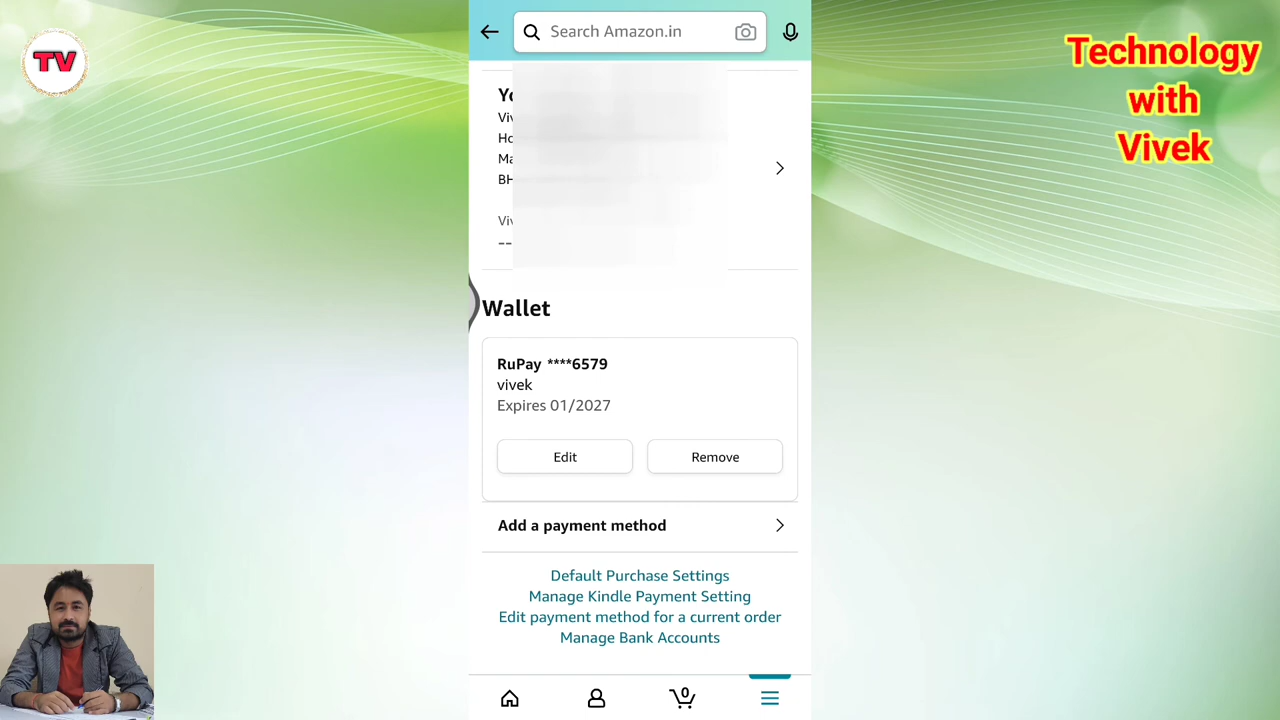 TV
Search Amazon.in
Technology
with
Vivek
Wallet
RuPay ****6579
vivek
Expires 01/2027
Edit
Remove
Add a payment method
Default Purchase Settings
Manage Kindle Payment Setting
Edit payment method for a current order
Manage Bank Accounts
0